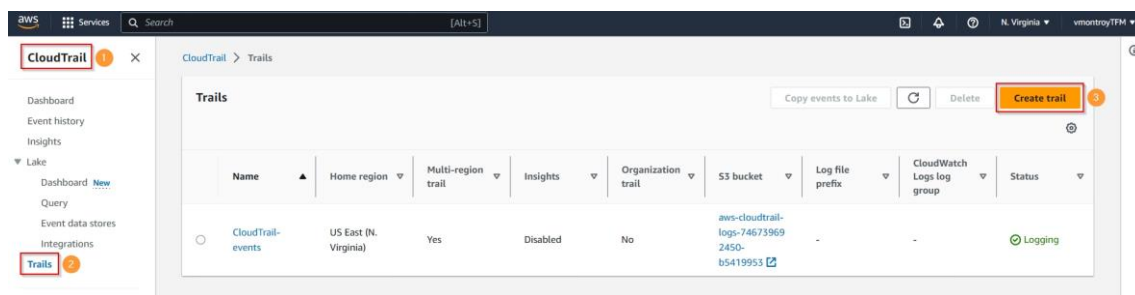 aws
Services
Search
[Alt+S]
N. Virginia
vmontroyTFM
CloudTrail
1
CloudTrail > Trails
Dashboard
Event history
Insights
Lake
Dashboard New
Query
Event data stores
Integrations
Trails
2
Trails
Copy events to Lake
Delete
Create trail
3
Name
Home region
Multi-region
trail
Insights
Organization
trail
S3 bucket
Log file
prefix
CloudWatch
Logs log
group
Status
CloudTrail-
events
US East (N.
Virginia)
Yes
Disabled
No
aws-cloudtrail-
logs-74673969
2450-
b5419953
-
-
Logging